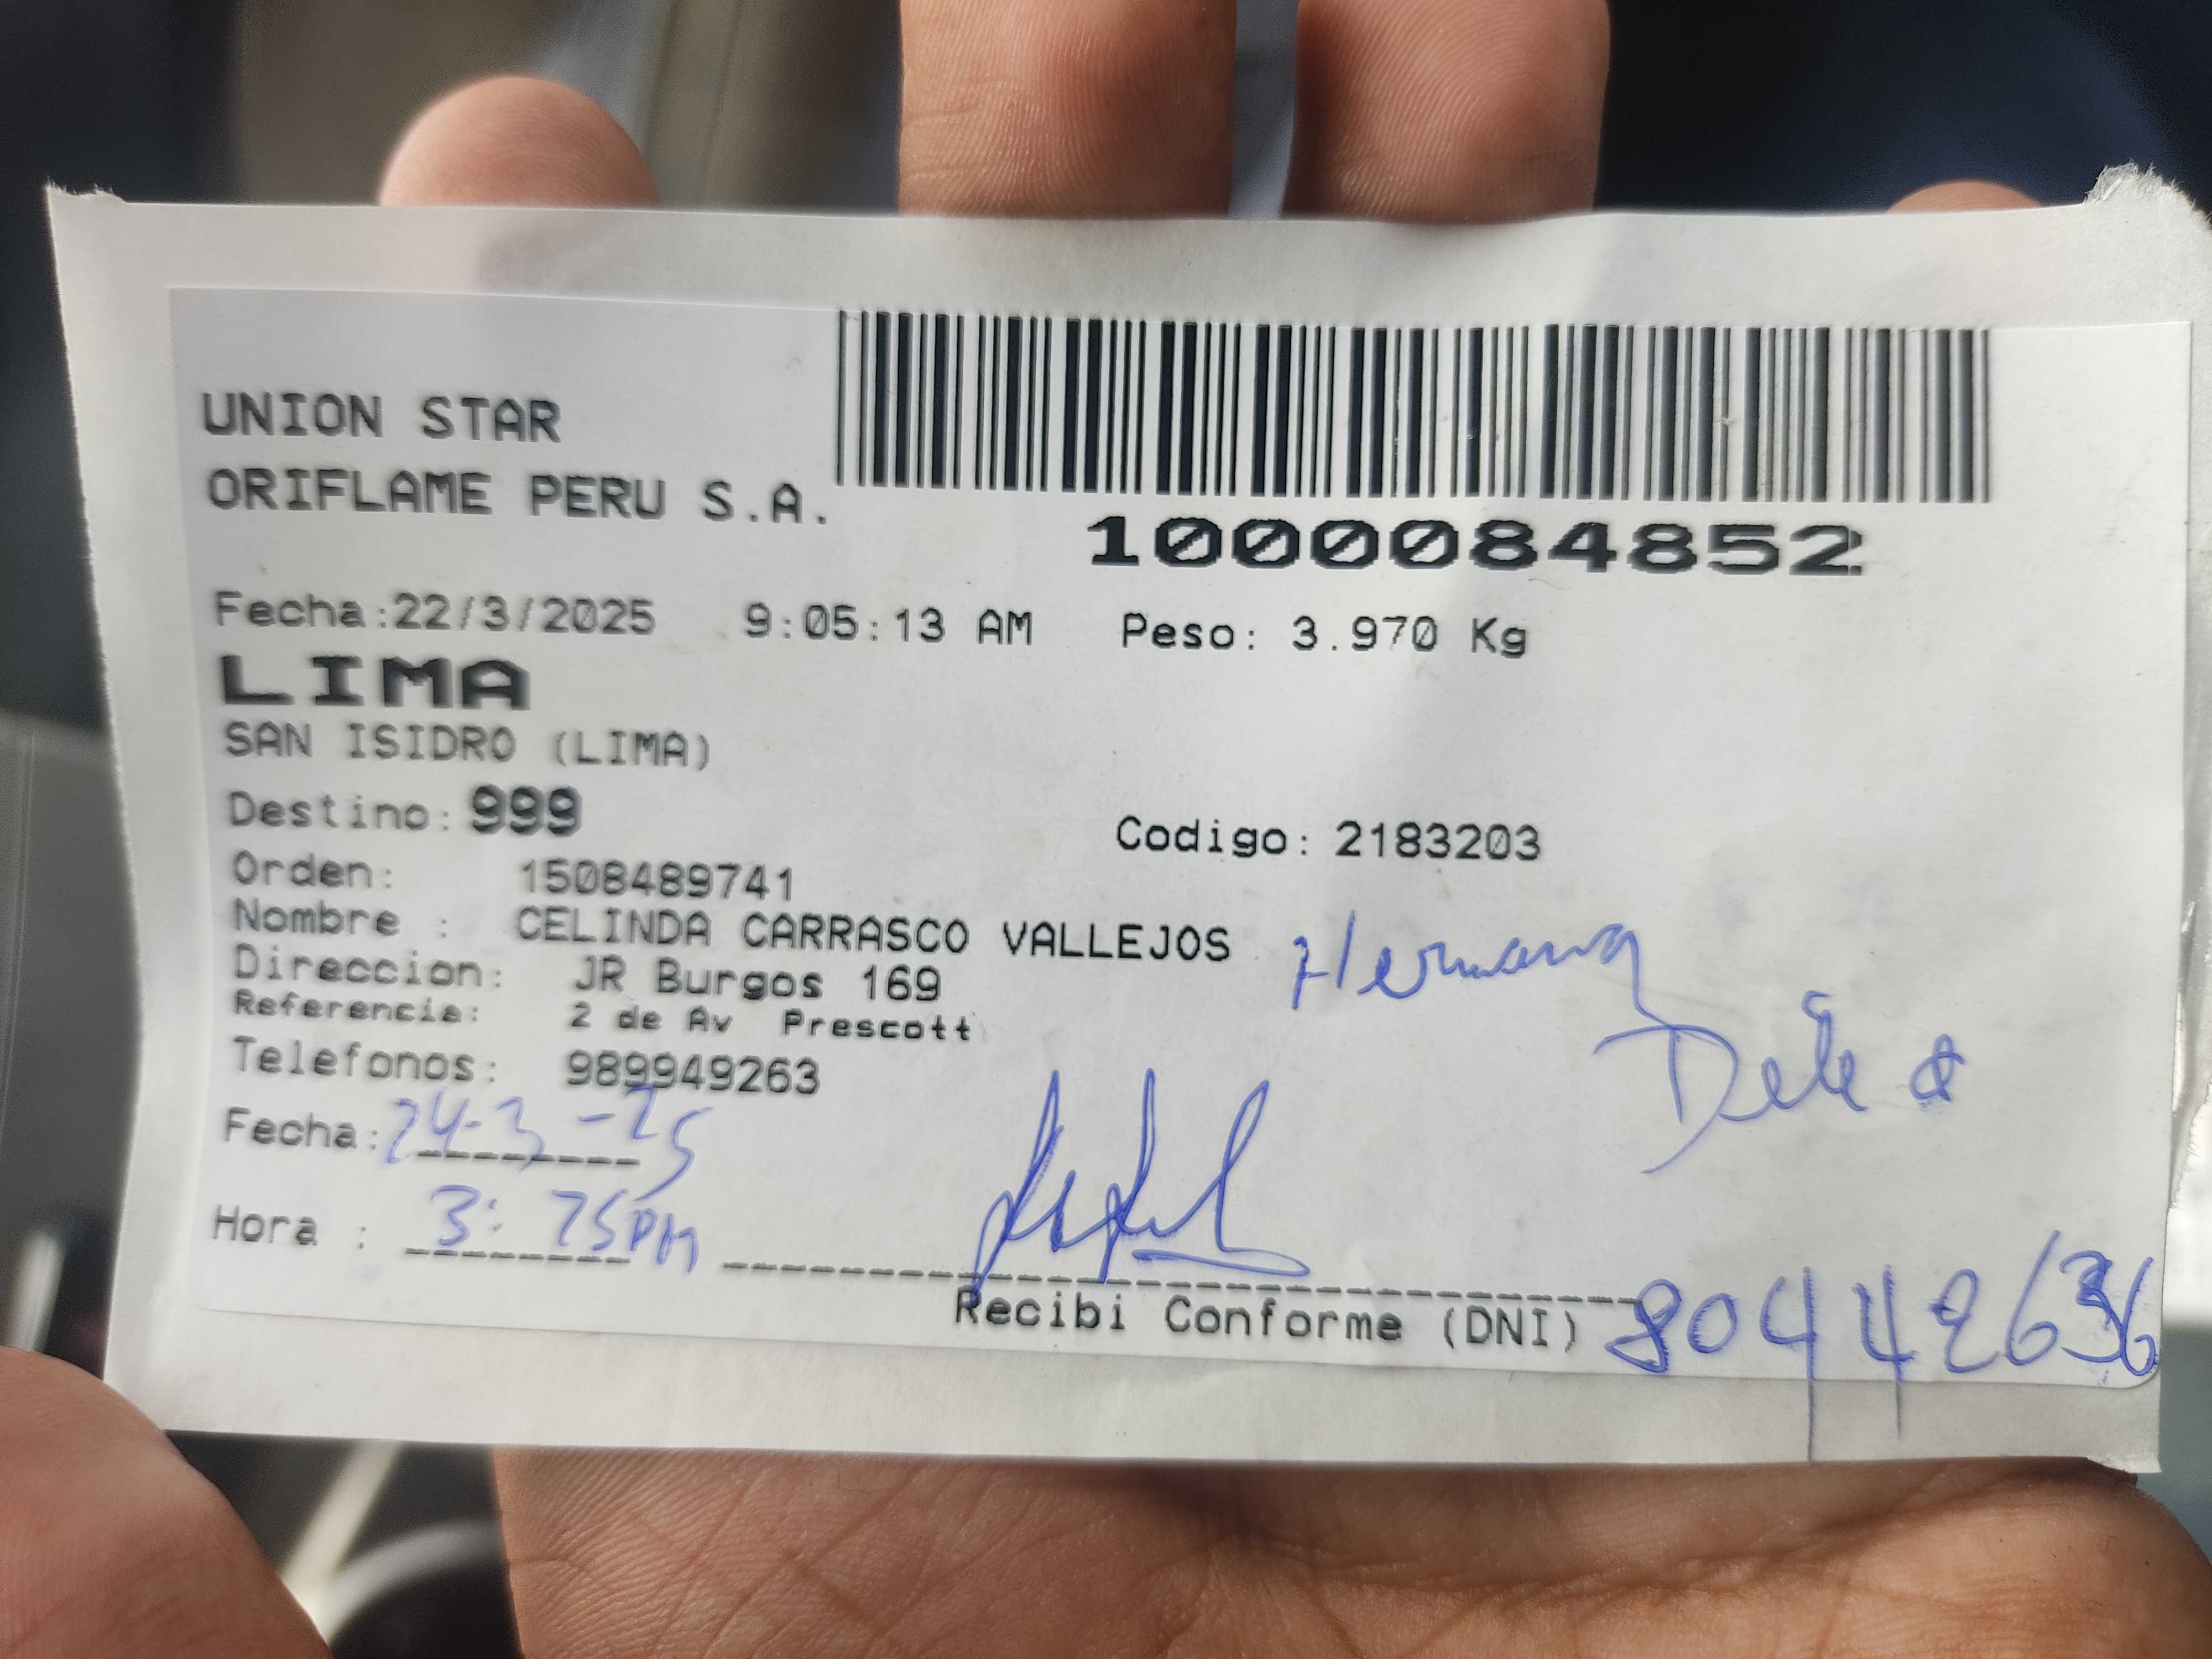 UNION STAR
ORIFLAME PERU S.A.
1000084852
Fecha:22/3/2025 9:05:13 AM Peso: 3.970 Kg
LIMA
SAN ISIDRO (LIMA)
Destino: 999 Codigo: 2183203
Orden: 1508489741
Nombre : CELINDA CARRASCO VALLEJOS
Hermana
Direccion: JR Burgos 169
Referencia: 2 de Av Prescott
Telefonos: 989949263
Fecha: 24-3-25
Hora : 3: 25PM
Recibi Conforme (DNI)